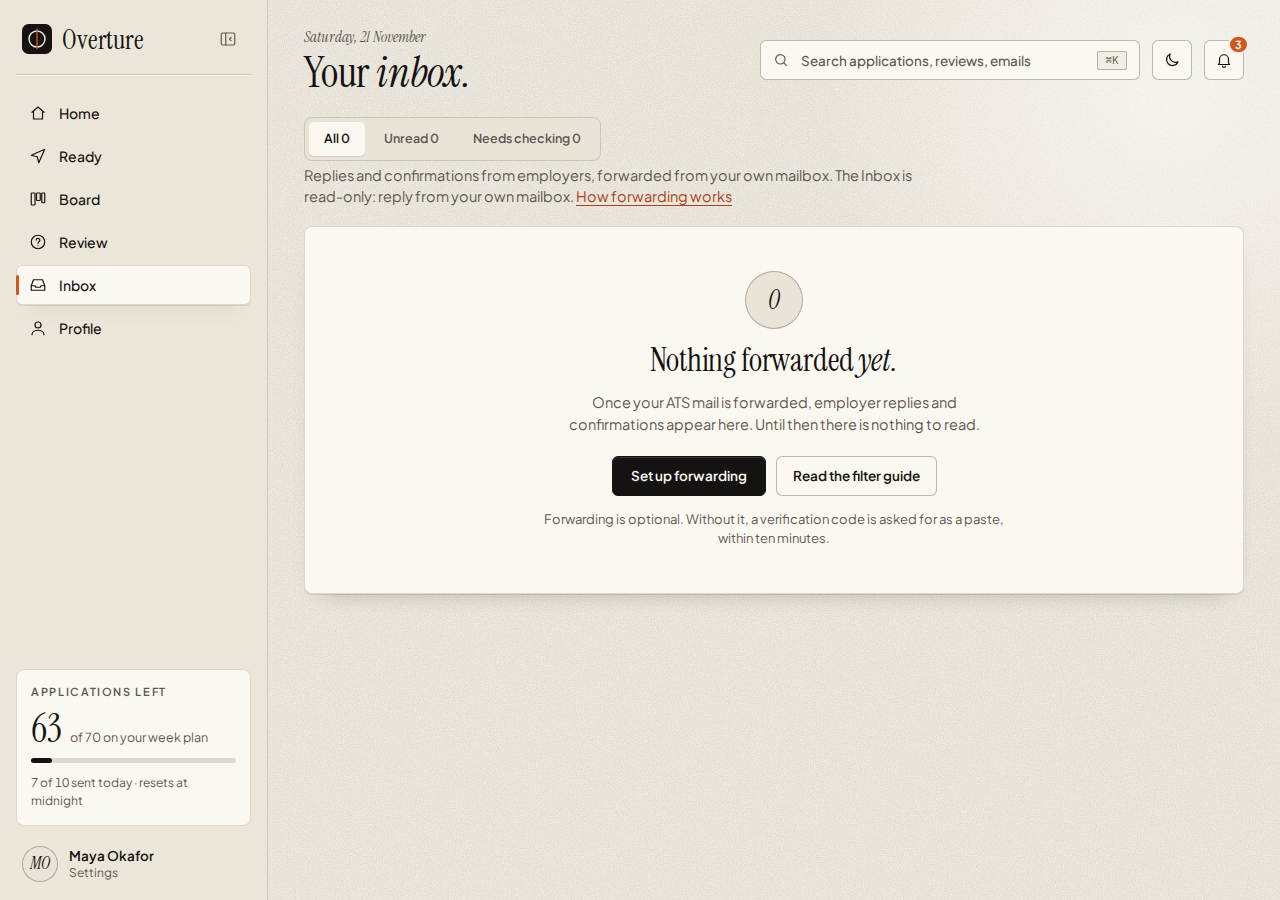 Overture
Home
Ready
Board
Review
Inbox
Profile
APPLICATIONS LEFT
63 of 70 on your week plan
7 of 10 sent today · resets at
midnight
MO
Maya Okafor
Settings
Saturday, 21 November
Your inbox.
Search applications, reviews, emails
⌘K
3
All 0
Unread 0
Needs checking 0
Replies and confirmations from employers, forwarded from your own mailbox. The Inbox is
read-only: reply from your own mailbox. How forwarding works
0
Nothing forwarded yet.
Once your ATS mail is forwarded, employer replies and
confirmations appear here. Until then there is nothing to read.
Set up forwarding
Read the filter guide
Forwarding is optional. Without it, a verification code is asked for as a paste,
within ten minutes.